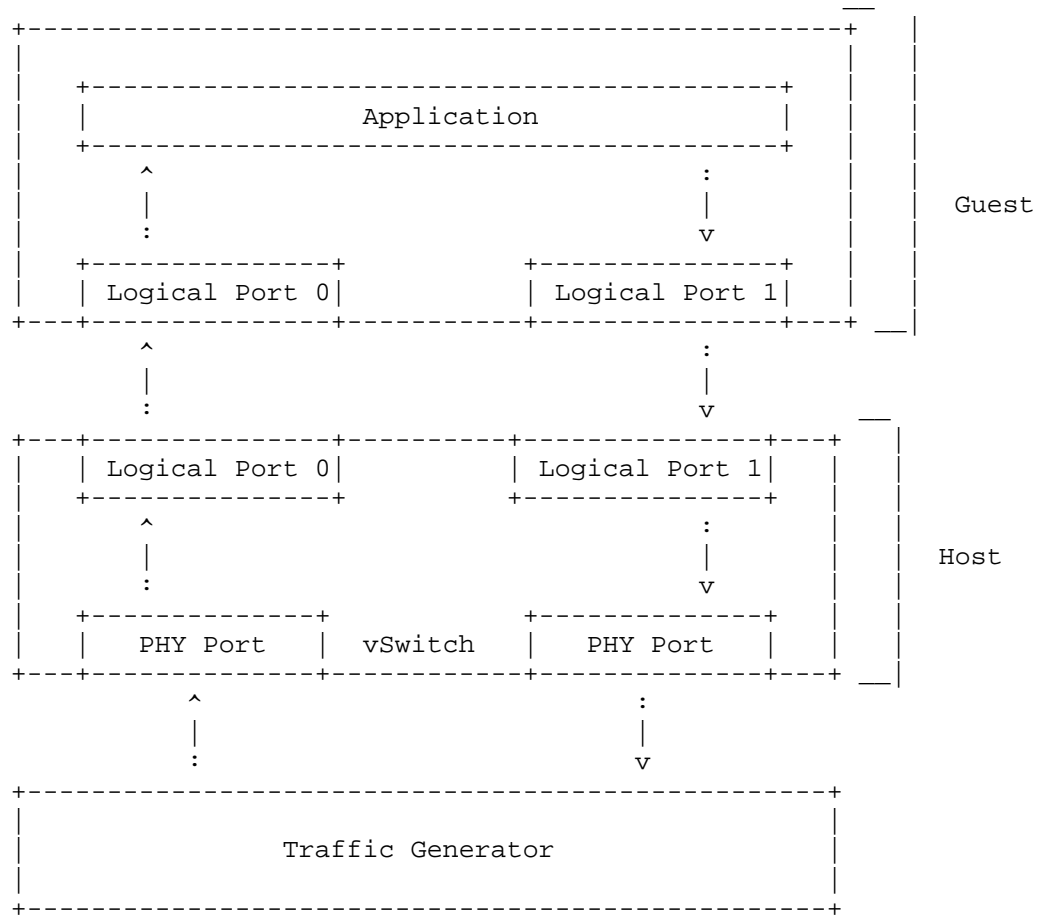 Application
Guest
Logical Port 0 Logical Port 1
Logical Port 0 Logical Port 1
Host
PHY Port vSwitch PHY Port
Traffic Generator